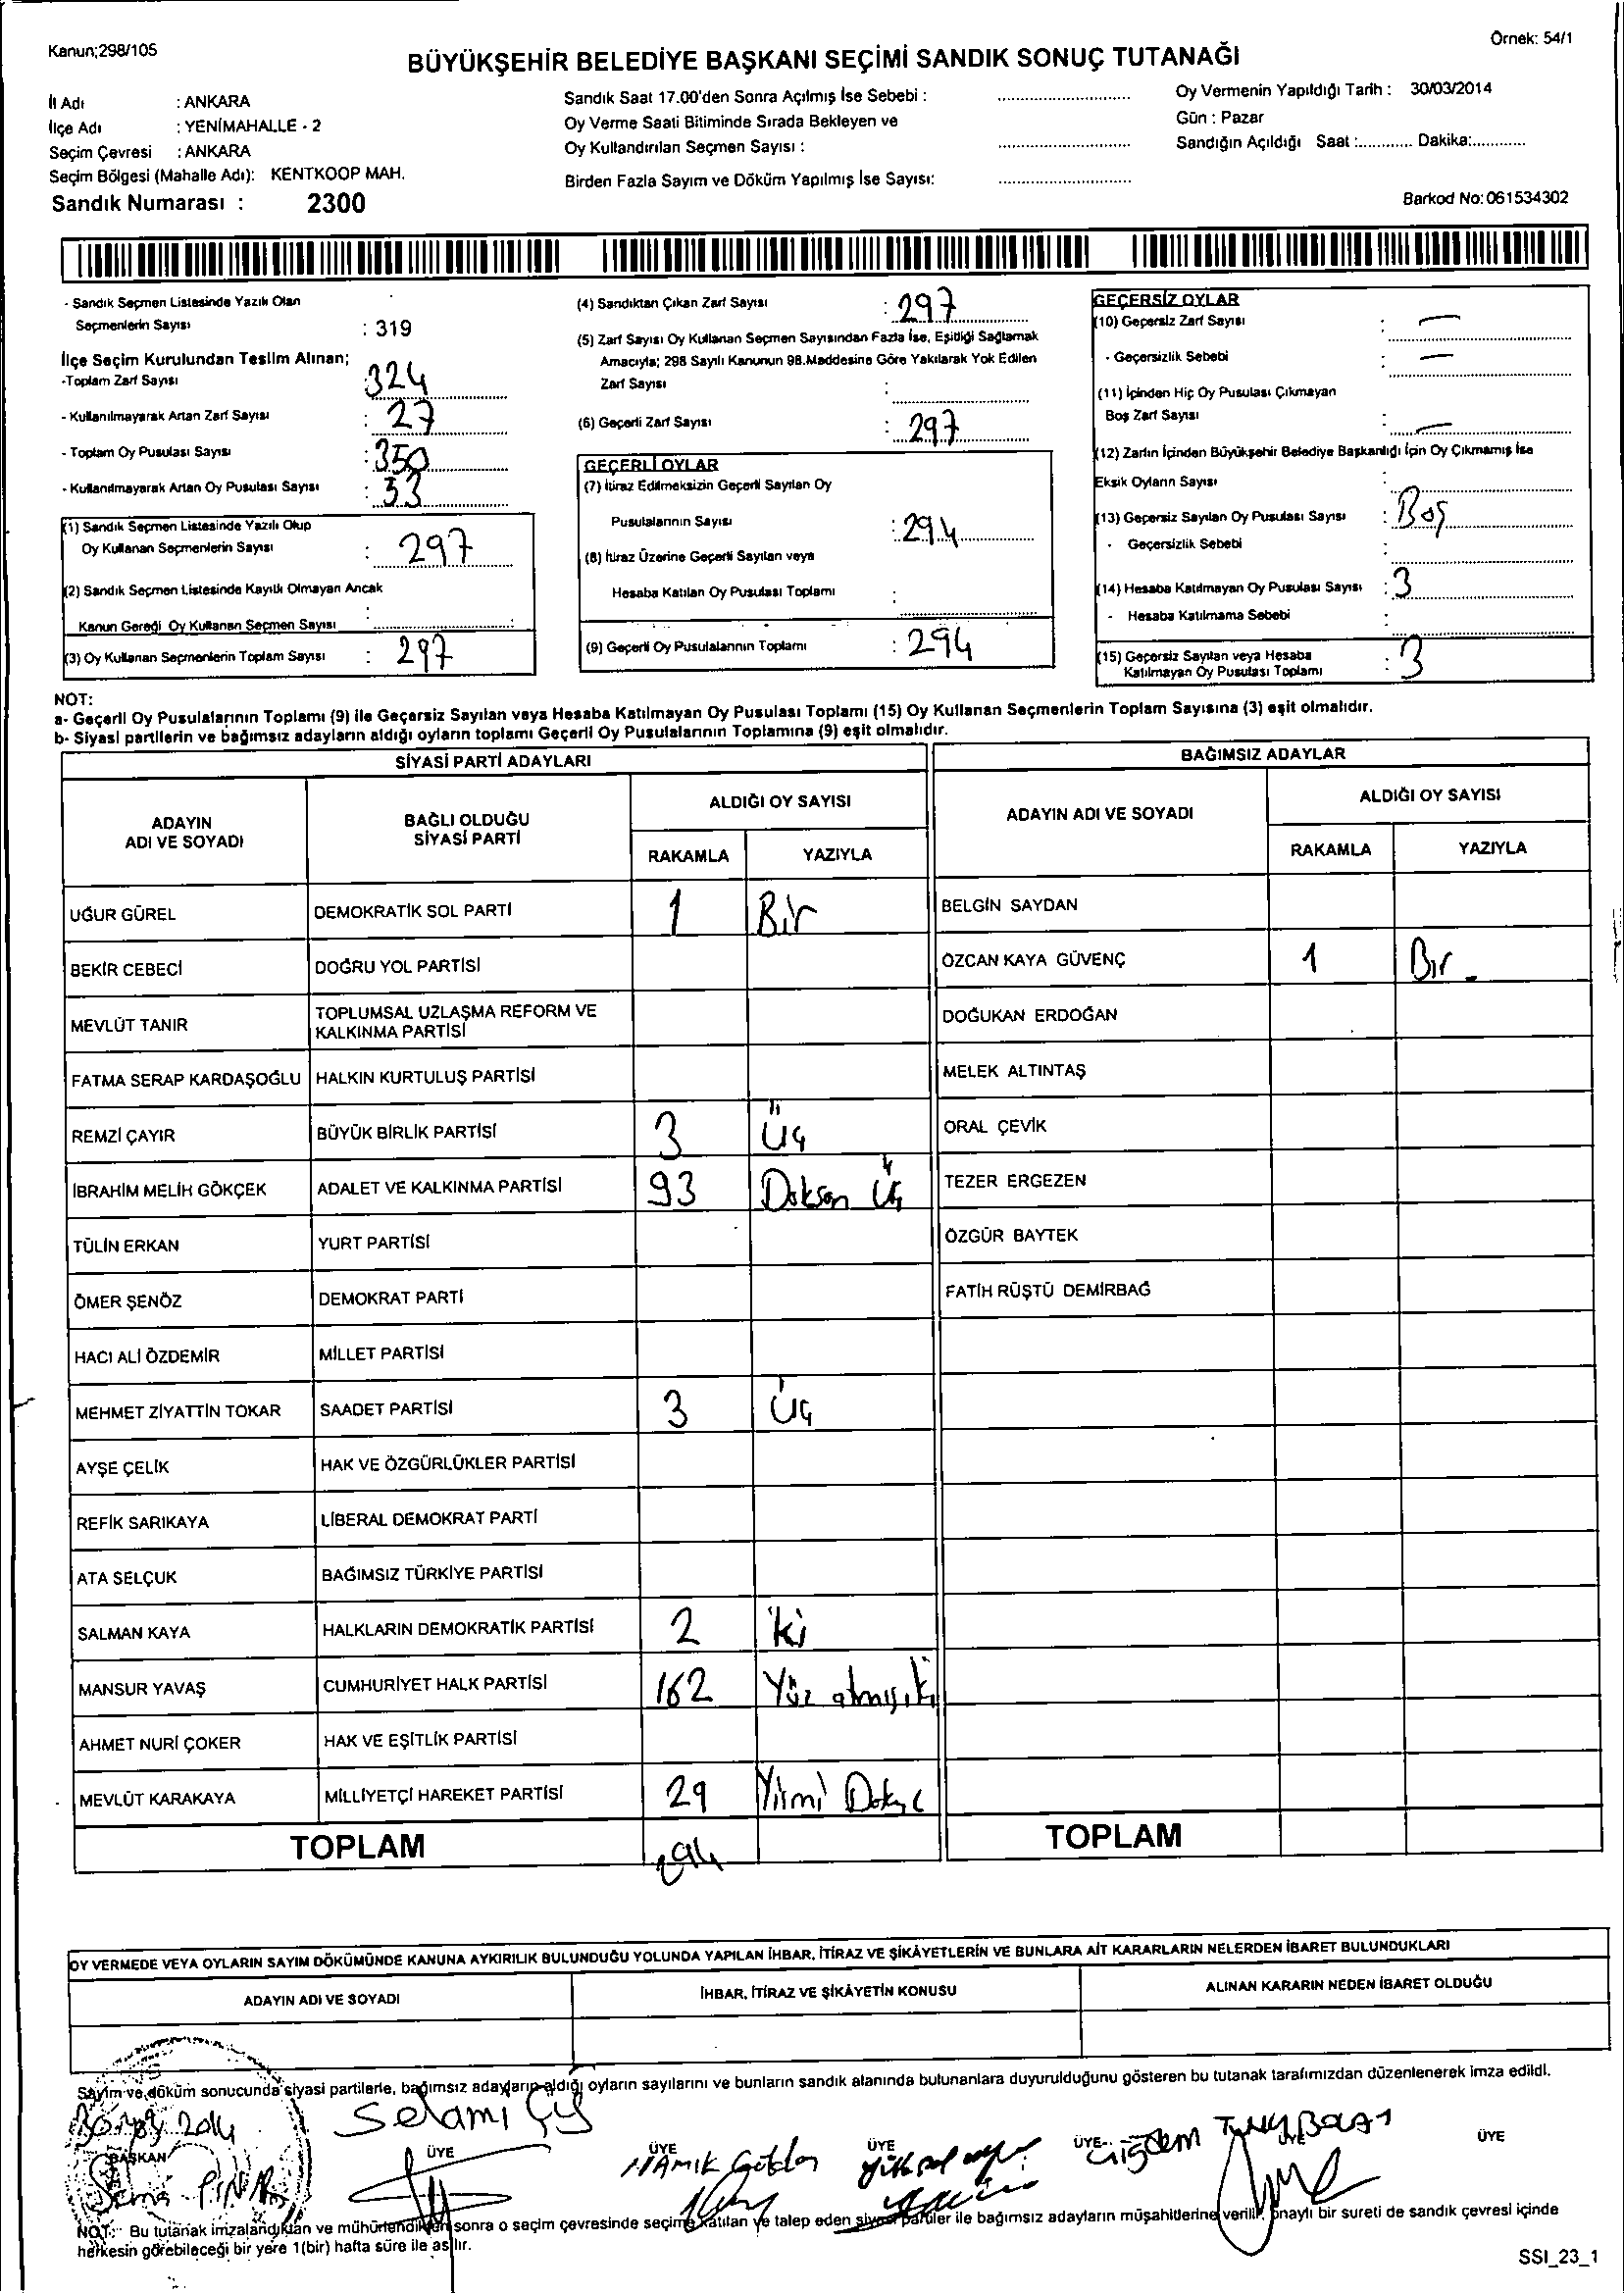 Kanun;298/105
Örnek: 54/1
BÜYÜKŞEHİR BELEDİYE BAŞKANI SEÇİMİ SANDIK SONUÇ TUTANAĞI
İl Adı : ANKARA
İlçe Adı : YENİMAHALLE - 2
Seçim Çevresi : ANKARA
Seçim Bölgesi (Mahalle Adı): KENTKOOP MAH.
Sandık Numarası : 2300
Sandık Saat 17.00'den Sonra Açılmış İse Sebebi :
Oy Verme Saati Bitiminde Sırada Bekleyen ve
Oy Kullandırılan Seçmen Sayısı :
Birden Fazla Sayım ve Döküm Yapılmış İse Sayısı:
Oy Vermenin Yapıldığı Tarih : 30/03/2014
Gün : Pazar
Sandığın Açıldığı Saat :............ Dakika:............
Barkod No: 061534302
- Sandık Seçmen Listesinde Yazılı Olan
Seçmenlerin Sayısı : 319
İlçe Seçim Kurulundan Teslim Alınan;
-Toplam Zarf Sayısı : 324
- Kullanılmayarak Artan Zarf Sayısı : 27
- Toplam Oy Pusulası Sayısı : 350
- Kullanılmayarak Artan Oy Pusulası Sayısı : 53
(1) Sandık Seçmen Listesinde Yazılı Olup
Oy Kullanan Seçmenlerin Sayısı : 297
(2) Sandık Seçmen Listesinde Kayıtlı Olmayan Ancak
Kanun Gereği Oy Kullanan Seçmen Sayısı :
(3) Oy Kullanan Seçmenlerin Toplam Sayısı : 297
(4) Sandıktan Çıkan Zarf Sayısı : 297
(5) Zarf Sayısı Oy Kullanan Seçmen Sayısından Fazla İse, Eşitliği Sağlamak
Amacıyla; 298 Sayılı Kanunun 98.Maddesine Göre Yakılarak Yok Edilen
Zarf Sayısı :
(6) Geçerli Zarf Sayısı : 297
GEÇERLİ OYLAR
(7) İtiraz Edilmeksizin Geçerli Sayılan Oy
Pusulalarının Sayısı : 294
(8) İtiraz Üzerine Geçerli Sayılan veya
Hesaba Katılan Oy Pusulası Toplamı :
(9) Geçerli Oy Pusulalarının Toplamı : 294
GEÇERSİZ OYLAR
(10) Geçersiz Zarf Sayısı : —
- Geçersizlik Sebebi : —
(11) İçinden Hiç Oy Pusulası Çıkmayan
Boş Zarf Sayısı : —
(12) Zarfın İçinden Büyükşehir Belediye Başkanlığı İçin Oy Çıkmamış İse
Eksik Oyların Sayısı :
(13) Geçersiz Sayılan Oy Pusulası Sayısı : Boş
- Geçersizlik Sebebi :
(14) Hesaba Katılmayan Oy Pusulası Sayısı : 3
- Hesaba Katılmama Sebebi :
(15) Geçersiz Sayılan veya Hesaba
Katılmayan Oy Pusulası Toplamı : 3
NOT:
a- Geçerli Oy Pusulalarının Toplamı (9) ile Geçersiz Sayılan veya Hesaba Katılmayan Oy Pusulası Toplamı (15) Oy Kullanan Seçmenlerin Toplam Sayısına (3) eşit olmalıdır.
b- Siyasi partilerin ve bağımsız adayların aldığı oyların toplamı Geçerli Oy Pusulalarının Toplamına (9) eşit olmalıdır.
SİYASİ PARTİ ADAYLARI
ADAYIN
ADI VE SOYADI
BAĞLI OLDUĞU
SİYASİ PARTİ
ALDIĞI OY SAYISI
RAKAMLA YAZIYLA
UĞUR GÜREL DEMOKRATİK SOL PARTİ 1 Bir
BEKİR CEBECİ DOĞRU YOL PARTİSİ
MEVLÜT TANIR TOPLUMSAL UZLAŞMA REFORM VE
KALKINMA PARTİSİ
FATMA SERAP KARDAŞOĞLU HALKIN KURTULUŞ PARTİSİ
REMZİ ÇAYIR BÜYÜK BİRLİK PARTİSİ 3 Üç
İBRAHİM MELİH GÖKÇEK ADALET VE KALKINMA PARTİSİ 93 Doksan Üç
TÜLİN ERKAN YURT PARTİSİ
ÖMER ŞENÖZ DEMOKRAT PARTİ
HACI ALİ ÖZDEMİR MİLLET PARTİSİ
MEHMET ZİYATTİN TOKAR SAADET PARTİSİ 3 Üç
AYŞE ÇELİK HAK VE ÖZGÜRLÜKLER PARTİSİ
REFİK SARIKAYA LİBERAL DEMOKRAT PARTİ
ATA SELÇUK BAĞIMSIZ TÜRKİYE PARTİSİ
SALMAN KAYA HALKLARIN DEMOKRATİK PARTİSİ 2 iki
MANSUR YAVAŞ CUMHURİYET HALK PARTİSİ 162 Yüz atmış iki
AHMET NURİ ÇOKER HAK VE EŞİTLİK PARTİSİ
MEVLÜT KARAKAYA MİLLİYETÇİ HAREKET PARTİSİ 29 Yirmi Dokuz
TOPLAM 294
BAĞIMSIZ ADAYLAR
ADAYIN ADI VE SOYADI
ALDIĞI OY SAYISI
RAKAMLA YAZIYLA
BELGİN SAYDAN
ÖZCAN KAYA GÜVENÇ 1 Bir
DOĞUKAN ERDOĞAN
MELEK ALTINTAŞ
ORAL ÇEVİK
TEZER ERGEZEN
ÖZGÜR BAYTEK
FATİH RÜŞTÜ DEMİRBAĞ
TOPLAM
OY VERMEDE VEYA OYLARIN SAYIM DÖKÜMÜNDE KANUNA AYKIRILIK BULUNDUĞU YOLUNDA YAPILAN İHBAR, İTİRAZ VE ŞİKÂYETLERİN VE BUNLARA AİT KARARLARIN NELERDEN İBARET BULUNDUKLARI
ADAYIN ADI VE SOYADI
İHBAR, İTİRAZ VE ŞİKÂYETİN KONUSU
ALINAN KARARIN NEDEN İBARET OLDUĞU
Sayım ve döküm sonucunda siyasi partilerle, bağımsız adayların aldığı oyların sayılarını ve bunların sandık alanında bulunanlara duyurulduğunu gösteren bu tutanak tarafımızdan düzenlenerek imza edildi.
30.03.2014 Selami
BAŞKAN ÜYE ÜYE ÜYE ÜYE ÜYE ÜYE
Sema NAMIK Yüksel Çiğdem
NOT: Bu tutanak imzalandıktan ve mühürlendikten sonra o seçim çevresinde seçime katılan ve talep eden siyasi partiler ile bağımsız adayların müşahitlerine verilir, onaylı bir sureti de sandık çevresi içinde
herkesin görebileceği bir yere 1(bir) hafta süre ile asılır.
SSI_23_1